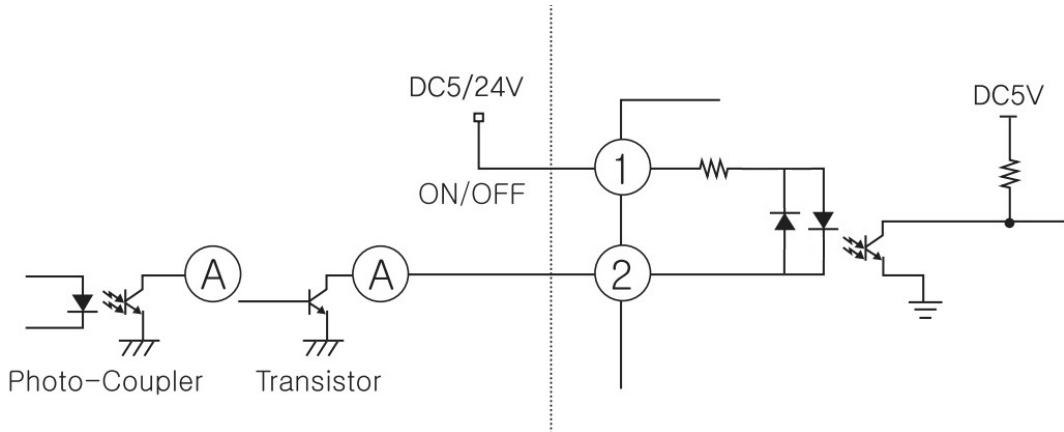 DC5/24V
DC5V
1
ON/OFF
A
A
2
Photo-Coupler
Transistor